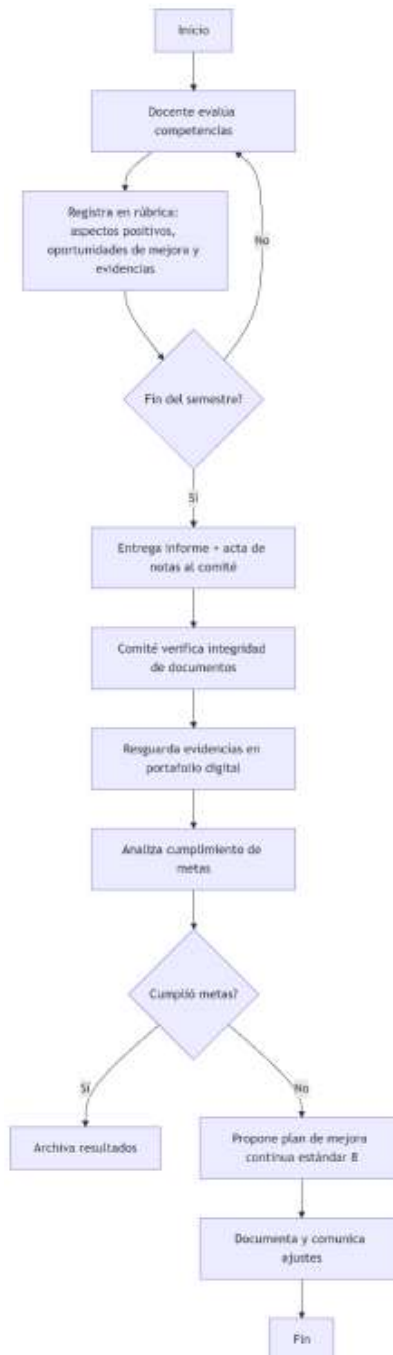 Inicio
Docente evalúa
competencias
Registra en rúbrica:
aspectos positivos,
oportunidades de mejora y
evidencias
No
Fin del semestre?
Sí
Entrega informe + acta de
notas al comité
Comité verifica integridad
de documentos
Resguarda evidencias en
portafolio digital
Analiza cumplimiento de
metas
Cumplió metas?
Sí
No
Archiva resultados
Propone plan de mejora
continua estándar 8
Documenta y comunica
ajustes
Fin